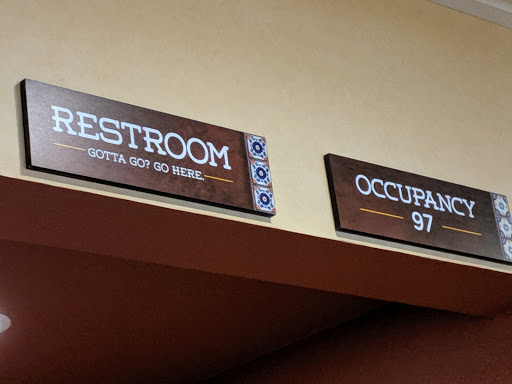 RESTROOM
GOTTA GO? GO HERE.
OCCUPANCY
97